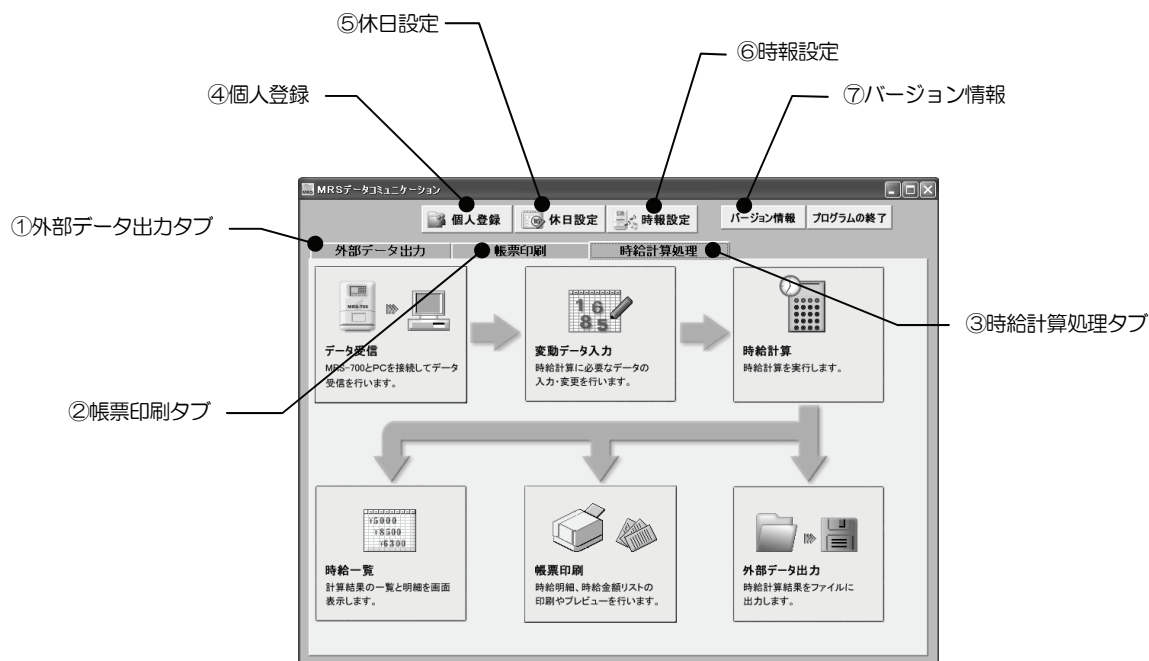 ⑤休日設定
⑥時報設定
④個人登録
⑦バージョン情報
MRSデータコミュニケーション
個人登録 休日設定 時報設定 バージョン情報 プログラムの終了
①外部データ出力タブ
外部データ出力 帳票印刷 時給計算処理
MRS-700
1 6
8 5
③時給計算処理タブ
データ受信
MRS-700とPCを接続してデータ
受信を行います。
変動データ入力
時給計算に必要なデータの
入力・変更を行います。
時給計算
時給計算を実行します。
②帳票印刷タブ
¥5000
¥8500
¥6300
時給一覧
計算結果の一覧と明細を画面
表示します。
帳票印刷
時給明細、時給金額リストの
印刷やプレビューを行います。
外部データ出力
時給計算結果をファイルに
出力します。